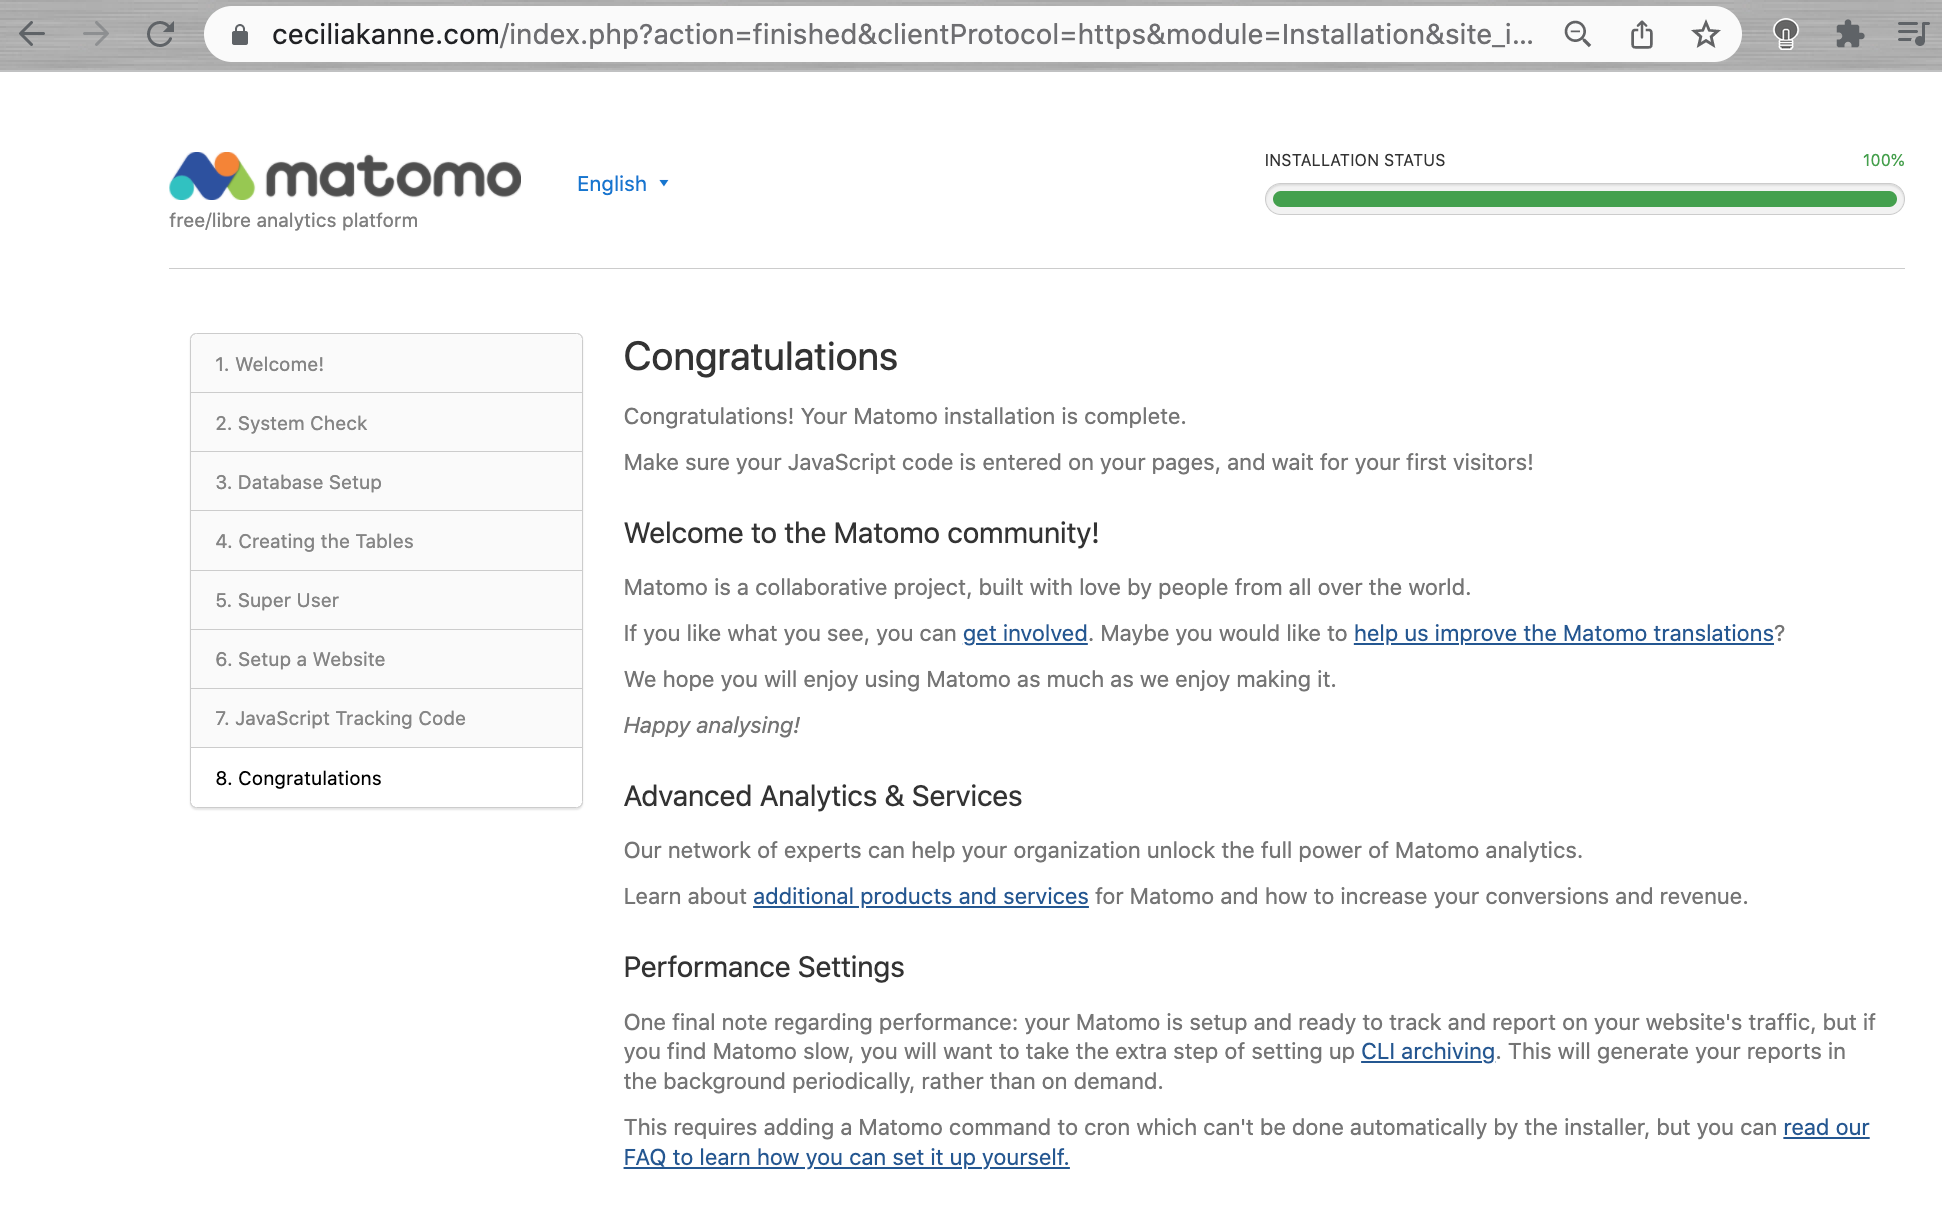 ceciliakanne.com/index.php?action=finished&clientProtocol=https&module=Installation&site_i...
matomo
free/libre analytics platform
English
INSTALLATION STATUS
100%
1. Welcome!
2. System Check
3. Database Setup
4. Creating the Tables
5. Super User
6. Setup a Website
7. JavaScript Tracking Code
8. Congratulations
Congratulations
Congratulations! Your Matomo installation is complete.
Make sure your JavaScript code is entered on your pages, and wait for your first visitors!
Welcome to the Matomo community!
Matomo is a collaborative project, built with love by people from all over the world.
If you like what you see, you can get involved. Maybe you would like to help us improve the Matomo translations?
We hope you will enjoy using Matomo as much as we enjoy making it.
Happy analysing!
Advanced Analytics & Services
Our network of experts can help your organization unlock the full power of Matomo analytics.
Learn about additional products and services for Matomo and how to increase your conversions and revenue.
Performance Settings
One final note regarding performance: your Matomo is setup and ready to track and report on your website's traffic, but if
you find Matomo slow, you will want to take the extra step of setting up CLI archiving. This will generate your reports in
the background periodically, rather than on demand.
This requires adding a Matomo command to cron which can't be done automatically by the installer, but you can read our
FAQ to learn how you can set it up yourself.